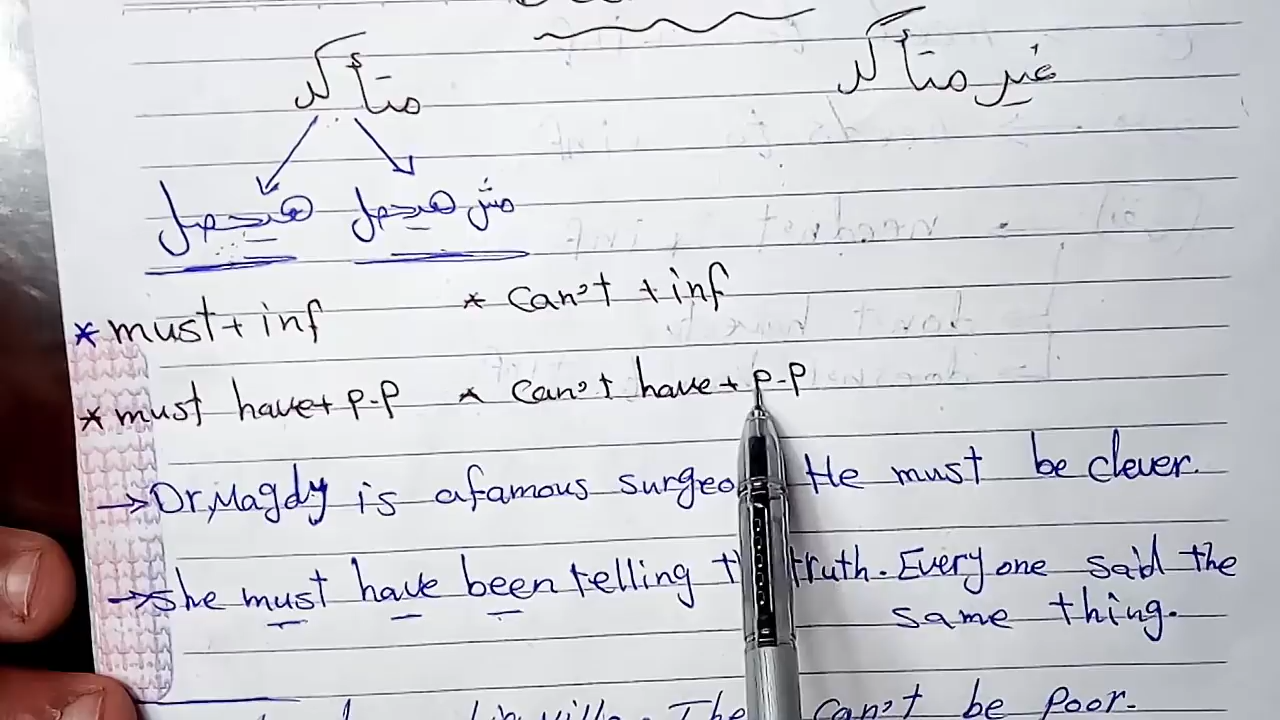 متأكد غير متأكد
هيحصل مش هيحصل
* must + inf * can't + inf
* must have + p.p * can't have + p.p
→ Dr, Magdy is a famous surgeo He must be clever.
→ she must have been telling truth. Every one said the
same thing.
can't be poor.